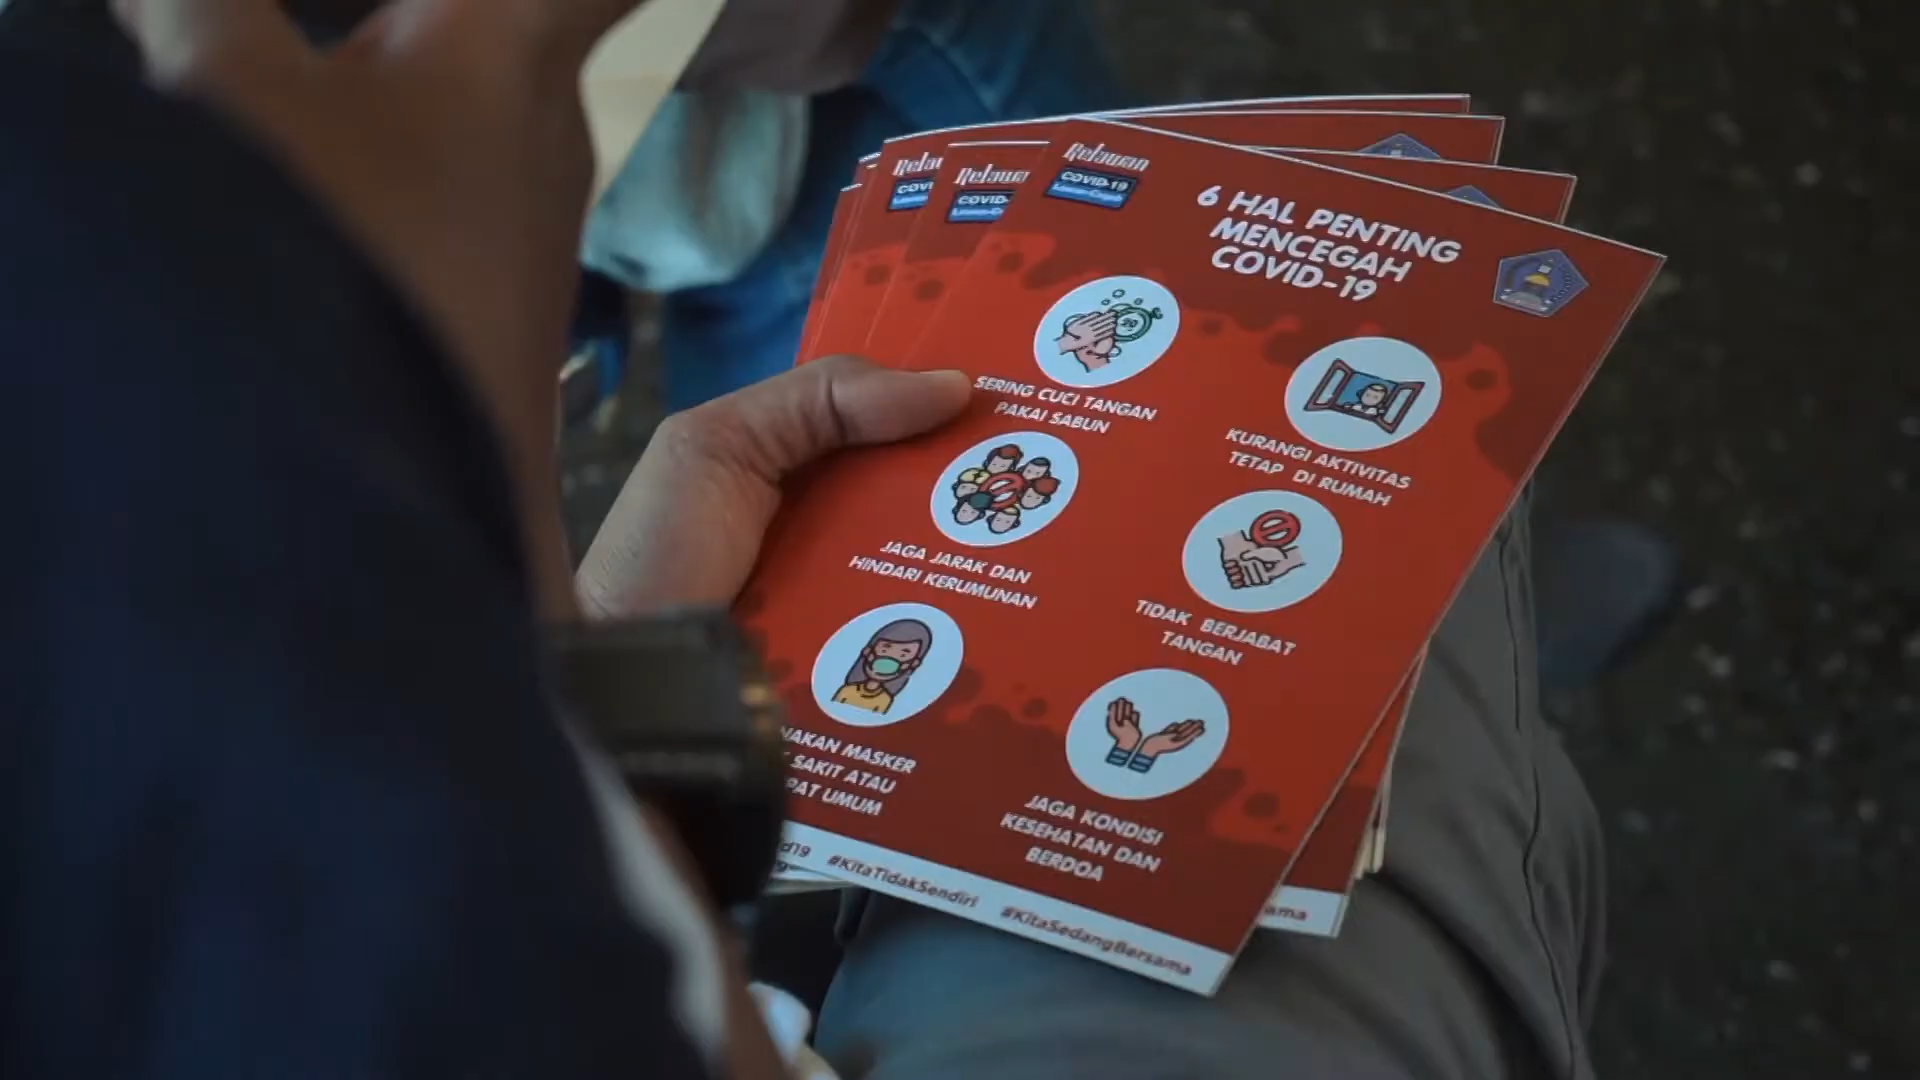 Relawan
COVID-19
6 HAL PENTING
MENCEGAH
COVID-19
20
SERING CUCI TANGAN
PAKAI SABUN
KURANGI AKTIVITAS
TETAP DI RUMAH
JAGA JARAK DAN
HINDARI KERUMUNAN
TIDAK BERJABAT
TANGAN
MASKER
SAKIT ATAU
UMUM
JAGA KONDISI
KESEHATAN DAN
BERDOA
#KitaTidakSendiri #KitaSedangBersama
Relawan